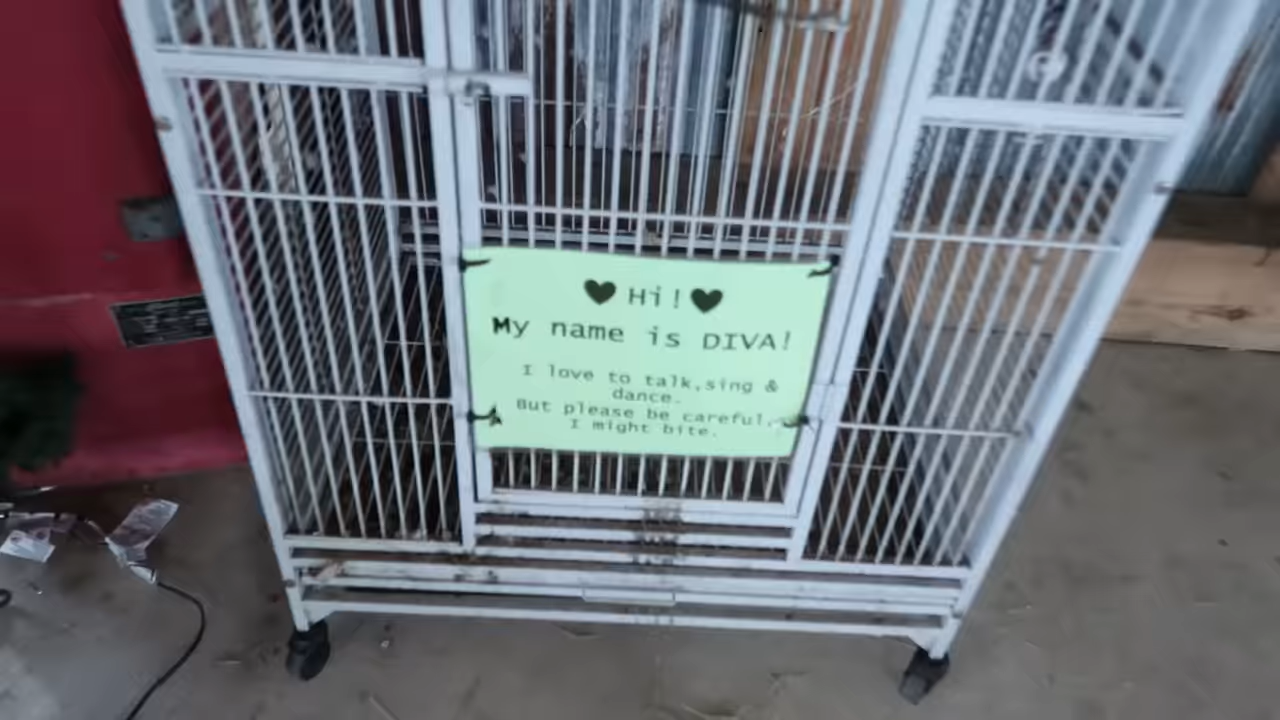 ♥ Hi! ♥
My name is DIVA!
I love to talk,sing &
dance.
But please be careful,
I might bite.